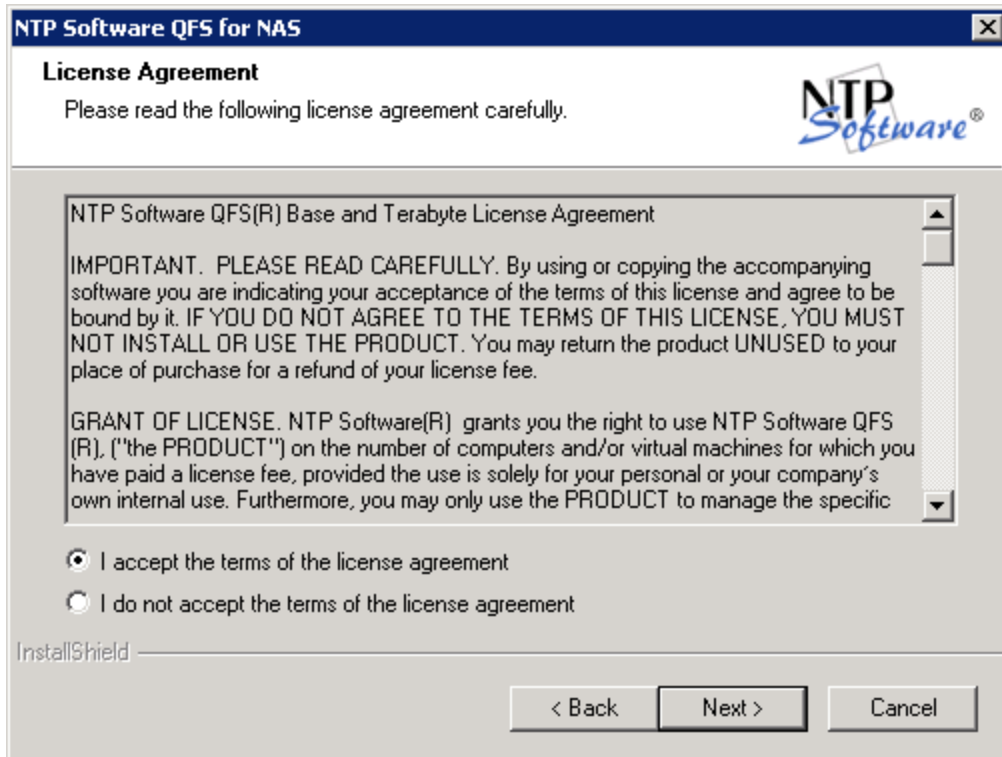 NTP Software QFS for NAS
License Agreement
Please read the following license agreement carefully.
NTP
Software®
NTP Software QFS(R) Base and Terabyte License Agreement
IMPORTANT.  PLEASE READ CAREFULLY. By using or copying the accompanying
software you are indicating your acceptance of the terms of this license and agree to be
bound by it. IF YOU DO NOT AGREE TO THE TERMS OF THIS LICENSE, YOU MUST
NOT INSTALL OR USE THE PRODUCT. You may return the product UNUSED to your
place of purchase for a refund of your license fee.
GRANT OF LICENSE. NTP Software(R)  grants you the right to use NTP Software QFS
(R), ("the PRODUCT") on the number of computers and/or virtual machines for which you
have paid a license fee, provided the use is solely for your personal or your company's
own internal use. Furthermore, you may only use the PRODUCT to manage the specific
I accept the terms of the license agreement
I do not accept the terms of the license agreement
InstallShield
< Back
Next >
Cancel